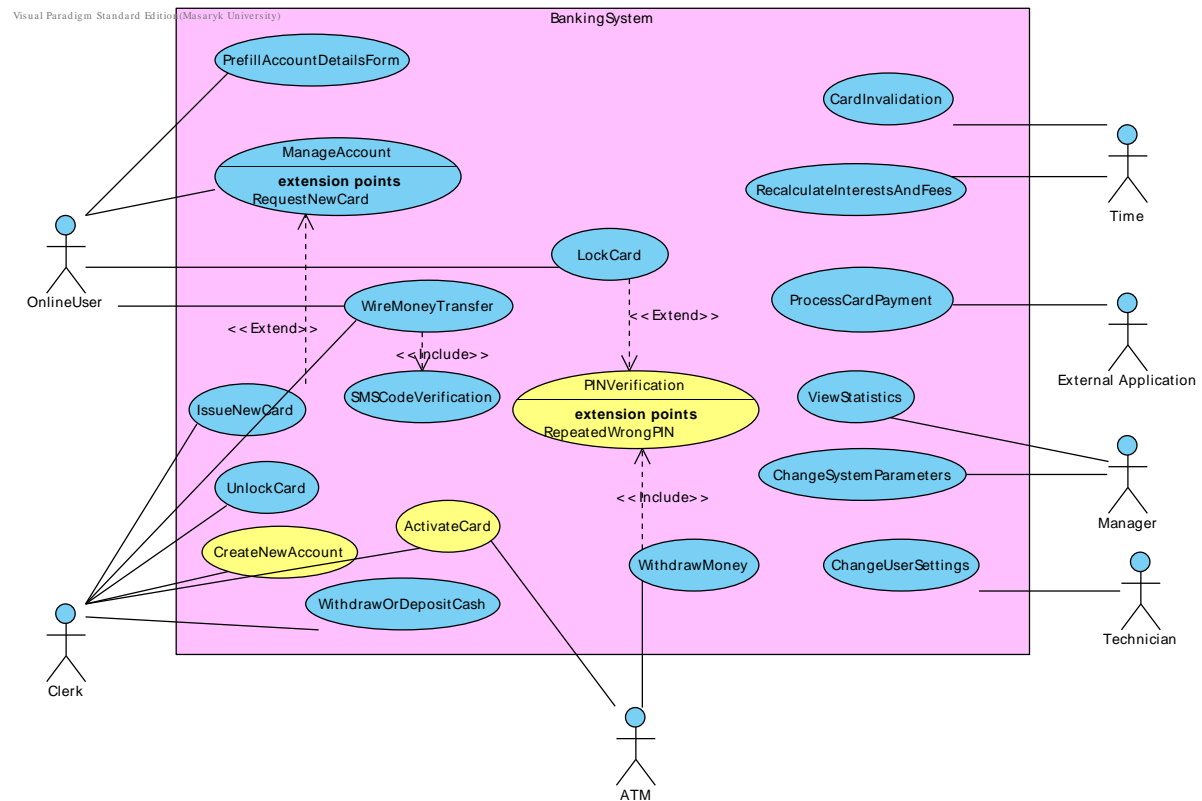 Visual Paradigm Standard Edition(Masaryk University)
BankingSystem
PrefillAccountDetailsForm
CardInvalidation
ManageAccount
extension points
RequestNewCard
RecalculateInterestsAndFees
Time
LockCard
OnlineUser
WireMoneyTransfer
ProcessCardPayment
<<Extend>>
<<Extend>>
<<Include>>
External Application
PINVerification
extension points
RepeatedWrongPIN
SMSCodeVerification
ViewStatistics
IssueNewCard
ChangeSystemParameters
UnlockCard
<<Include>>
Manager
ActivateCard
CreateNewAccount
WithdrawMoney
ChangeUserSettings
WithdrawOrDepositCash
Technician
Clerk
ATM